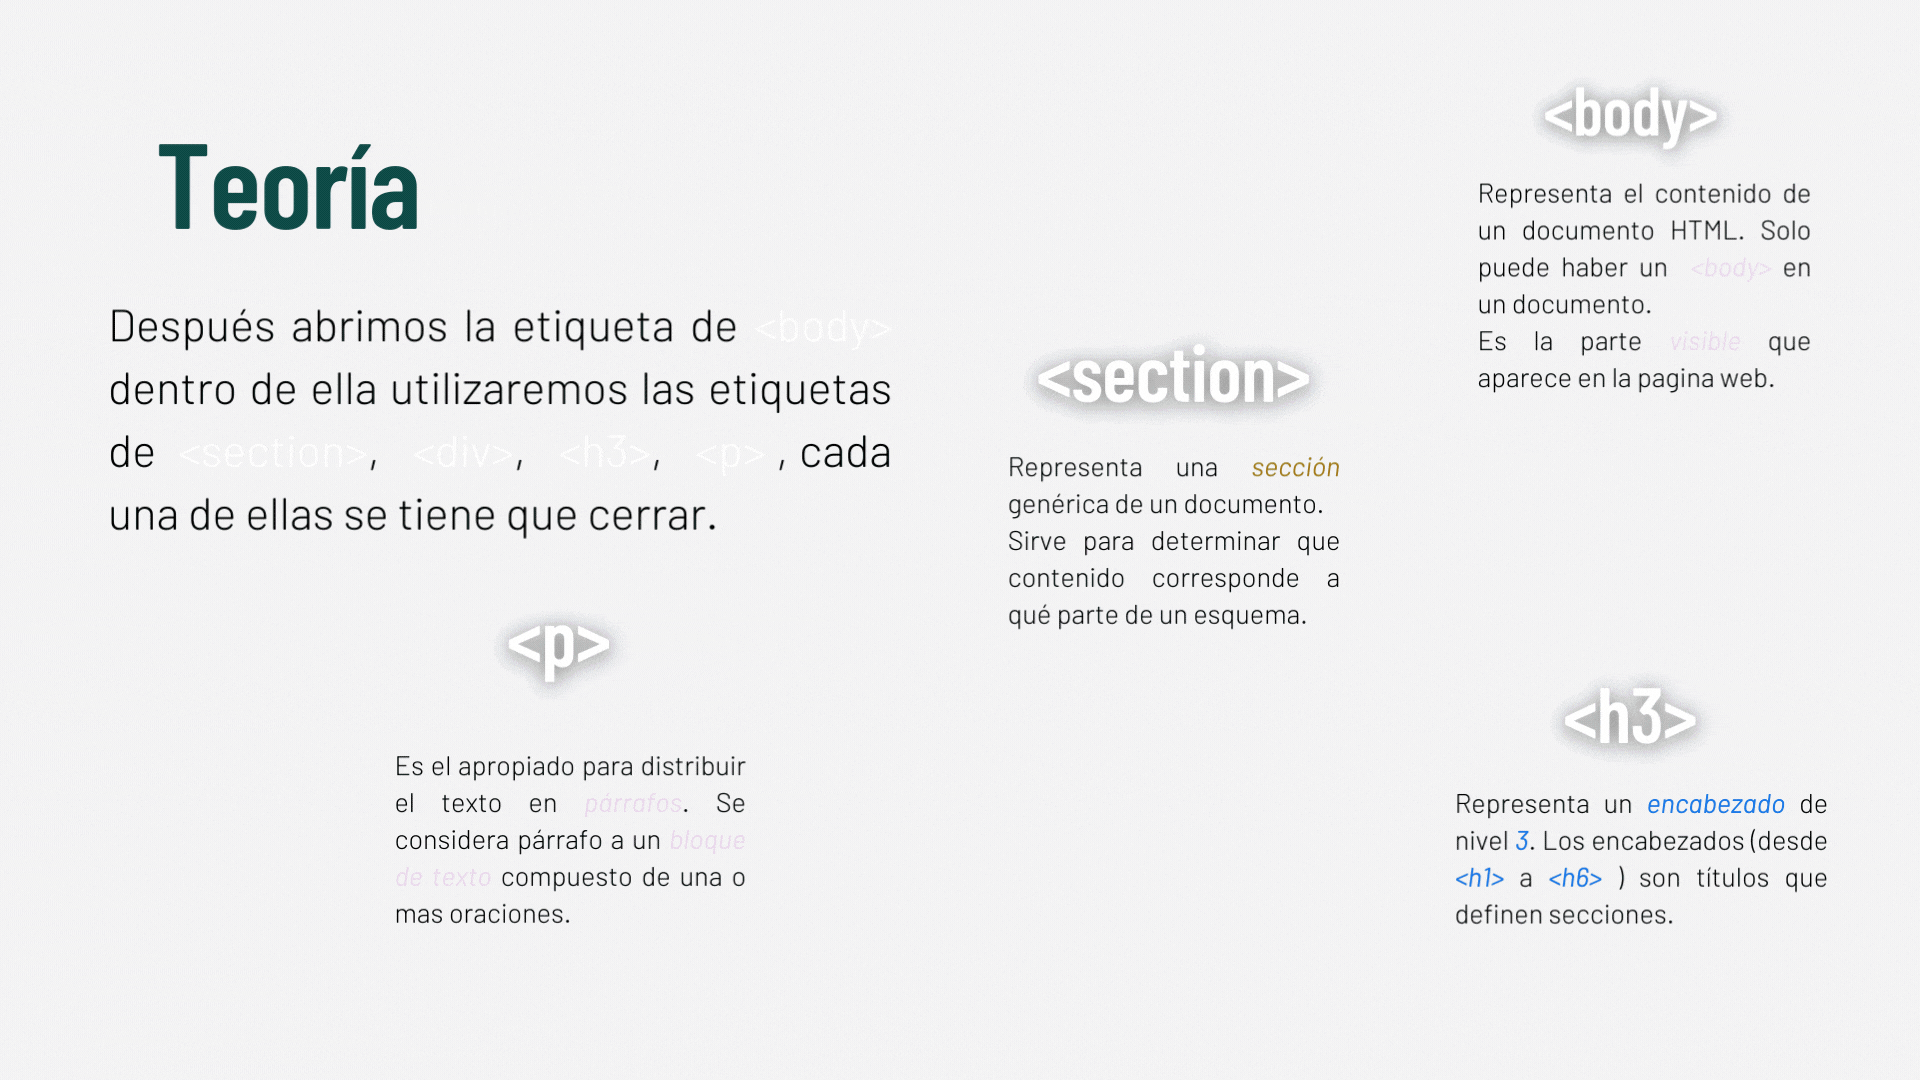 Teoría
Después abrimos la etiqueta de <body>
dentro de ella utilizaremos las etiquetas
de <section>, <div>, <h3>, <p> , cada
una de ellas se tiene que cerrar.
<p>
Es el apropiado para distribuir
el texto en párrafos. Se
considera párrafo a un bloque
de texto compuesto de una o
mas oraciones.
<section>
Representa una sección
genérica de un documento.
Sirve para determinar que
contenido corresponde a
qué parte de un esquema.
<body>
Representa el contenido de
un documento HTML. Solo
puede haber un <body> en
un documento.
Es la parte visible que
aparece en la pagina web.
<h3>
Representa un encabezado de
nivel 3. Los encabezados (desde
<h1> a <h6> ) son títulos que
definen secciones.